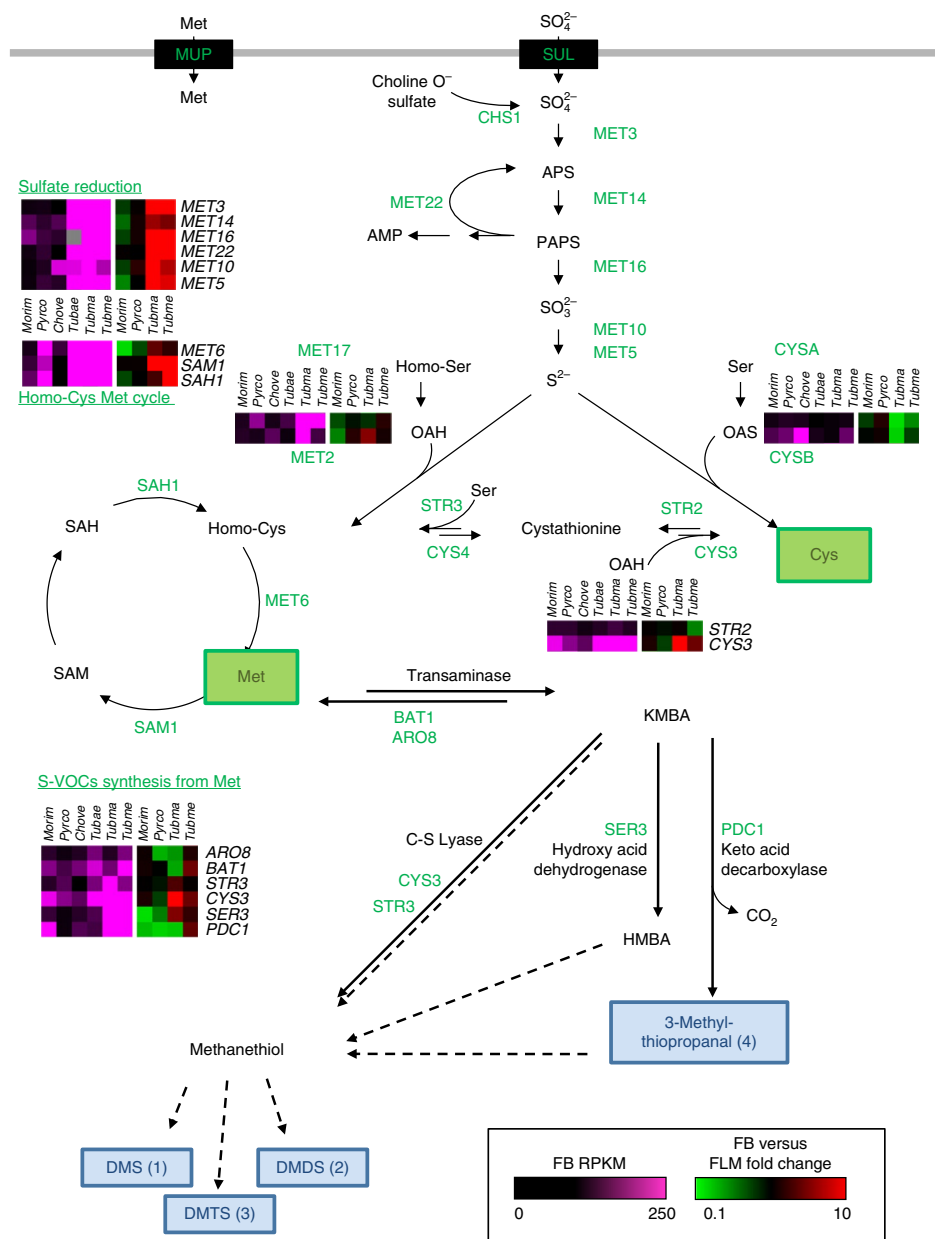 Met
SO₄²⁻
MUP
SUL
Met
Choline O⁻
sulfate
SO₄²⁻
CHS1
MET3
APS
MET22
MET14
AMP
PAPS
MET16
SO₃²⁻
MET10
MET5
S²⁻
Sulfate reduction
MET3
MET14
MET16
MET22
MET10
MET5
Morim
Pyrco
Chove
Tubae
Tubma
Tubme
Morim
Pyrco
Tubma
Tubme
MET6
SAM1
SAH1
Homo-Cys Met cycle
MET17
Homo-Ser
Morim
Pyrco
Chove
Tubae
Tubma
Tubme
Morim
Pyrco
Tubma
Tubme
OAH
MET2
CYSA
Ser
Morim
Pyrco
Chove
Tubae
Tubma
Tubme
Morim
Pyrco
Tubma
Tubme
OAS
CYSB
SAH1
SAH
Homo-Cys
STR3
Ser
CYS4
Cystathionine
STR2
CYS3
OAH
Cys
MET6
Morim
Pyrco
Chove
Tubae
Tubma
Tubme
Morim
Pyrco
Tubma
Tubme
STR2
CYS3
SAM
Met
SAM1
Transaminase
BAT1
ARO8
KMBA
S-VOCs synthesis from Met
Morim
Pyrco
Chove
Tubae
Tubma
Tubme
Morim
Pyrco
Tubma
Tubme
ARO8
BAT1
STR3
CYS3
SER3
PDC1
C-S Lyase
CYS3
STR3
SER3
Hydroxy acid
dehydrogenase
PDC1
Keto acid
decarboxylase
CO₂
HMBA
3-Methyl-
thiopropanal (4)
Methanethiol
DMS (1)
DMDS (2)
DMTS (3)
FB RPKM
0
250
FB versus
FLM fold change
0.1
10